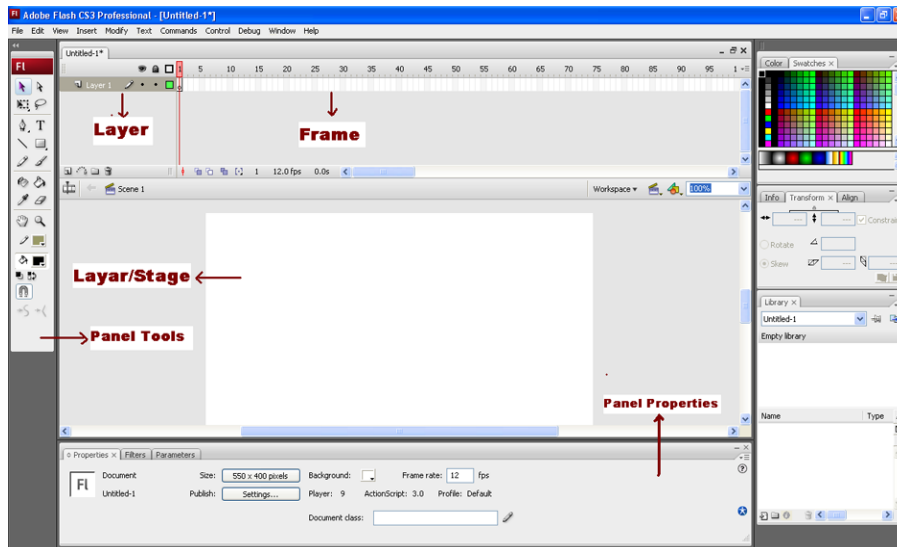 Adobe Flash CS3 Professional - [Untitled-1*]
File Edit View Insert Modify Text Commands Control Debug Window Help
Untitled-1*
Fl
5 10 15 20 25 30 35 40 45 50 55 60 65 70 75 80 85 90 95
Layer 1
Layer
Frame
1 12.0 fps 0.0s
Scene 1
Workspace
100%
Layar/Stage
Panel Tools
Panel Properties
Properties Filters Parameters
Fl
Document
Untitled-1
Size: 550 x 400 pixels
Background:
Frame rate: 12 fps
Publish: Settings...
Player: 9 ActionScript: 3.0 Profile: Default
Document class:
Color Swatches
Info Transform Align
Constrai
Rotate
Skew
Library
Untitled-1
Empty library
Name Type